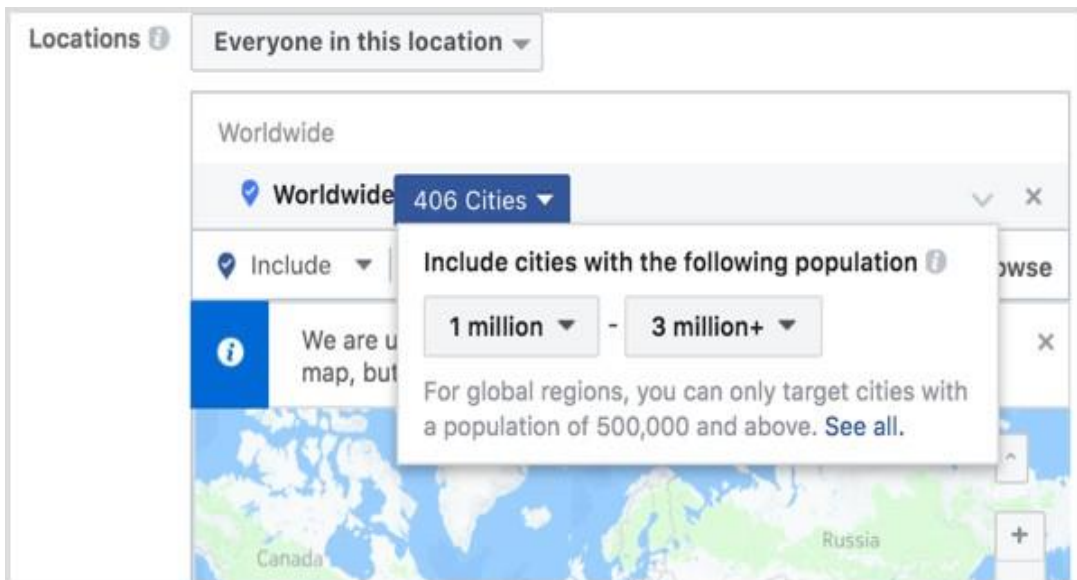 Locations
Everyone in this location
Worldwide
Worldwide
406 Cities
Include
Include cities with the following population
1 million - 3 million+
For global regions, you can only target cities with
a population of 500,000 and above. See all.
We are u
map, but
owse
Canada
Russia
+